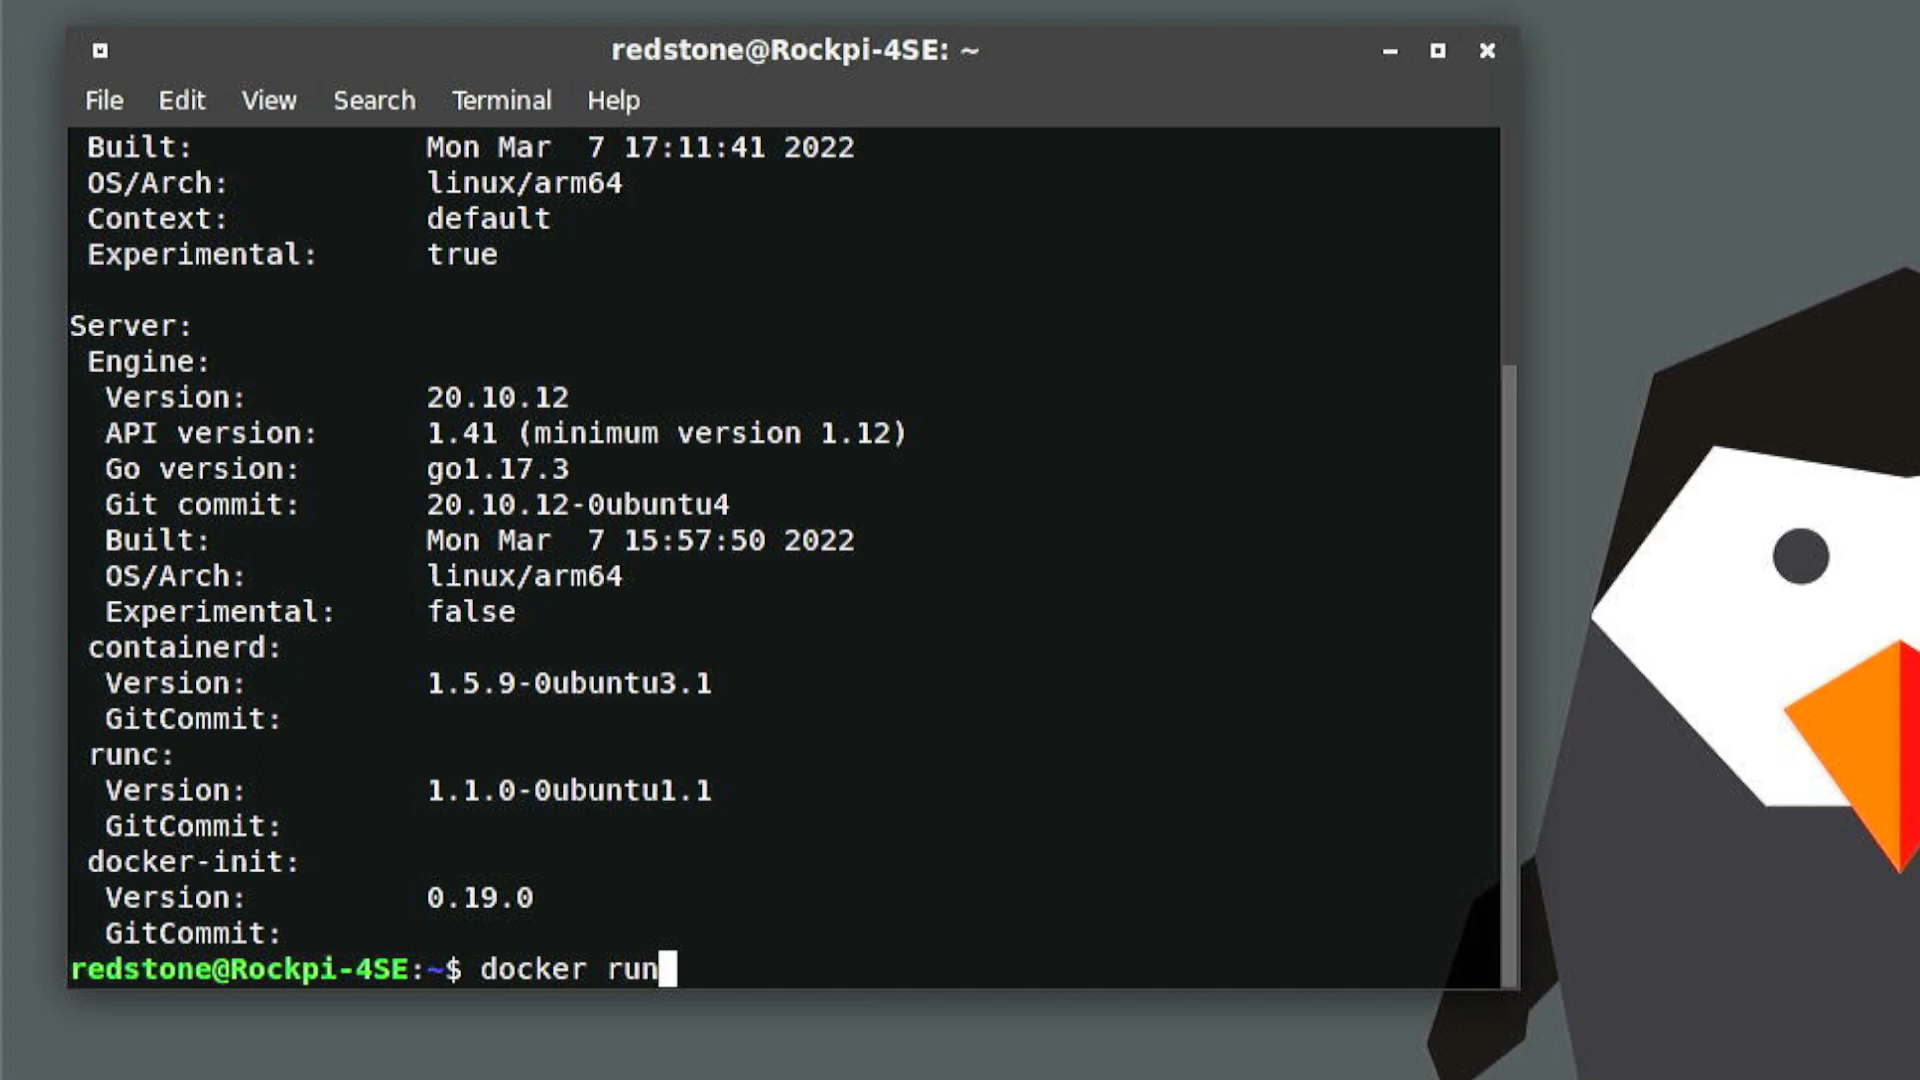 redstone@Rockpi-4SE: ~
File Edit View Search Terminal Help
Built: Mon Mar  7 17:11:41 2022
OS/Arch: linux/arm64
Context: default
Experimental: true
Server:
Engine:
Version: 20.10.12
API version: 1.41 (minimum version 1.12)
Go version: go1.17.3
Git commit: 20.10.12-0ubuntu4
Built: Mon Mar  7 15:57:50 2022
OS/Arch: linux/arm64
Experimental: false
containerd:
Version: 1.5.9-0ubuntu3.1
GitCommit:
runc:
Version: 1.1.0-0ubuntu1.1
GitCommit:
docker-init:
Version: 0.19.0
GitCommit:
redstone@Rockpi-4SE:~$ docker run